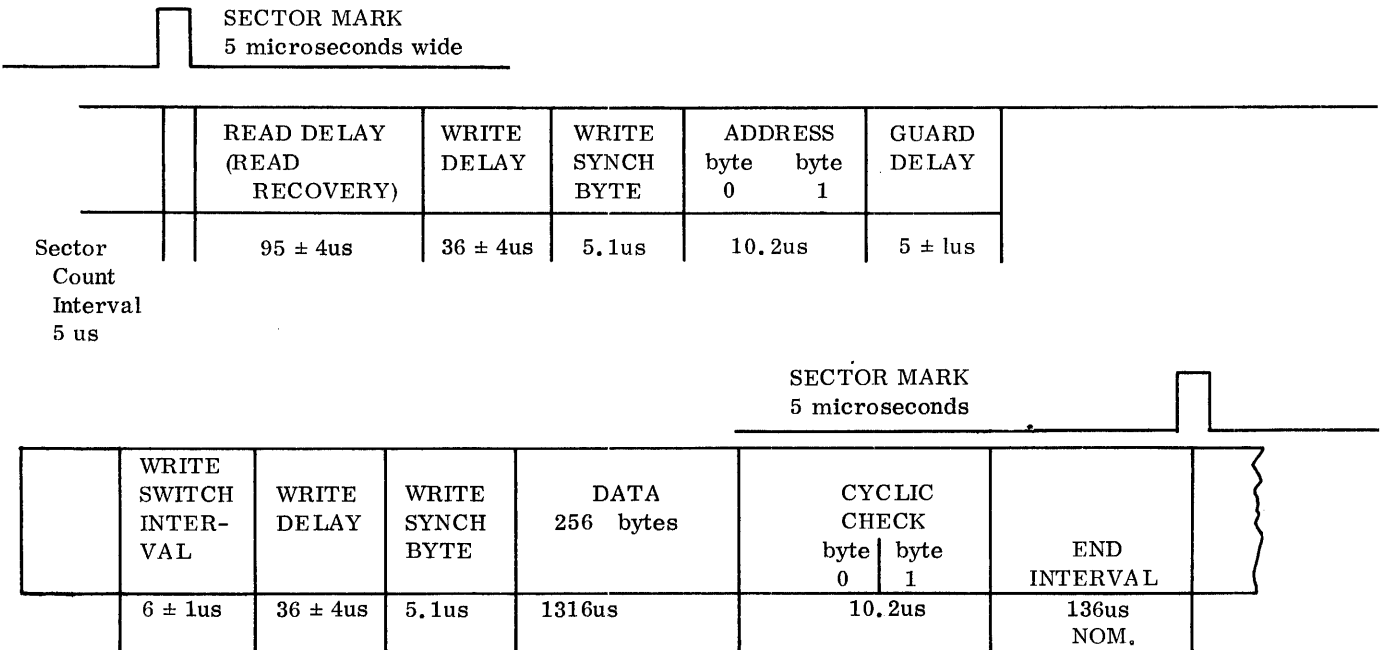 SECTOR MARK
5 microseconds wide
READ DELAY
(READ
RECOVERY)
WRITE
DELAY
WRITE
SYNCH
BYTE
ADDRESS
byte byte
0 1
GUARD
DELAY
Sector
Count
Interval
5 us
95 ± 4us
36 ± 4us
5.1us
10.2us
5 ± 1us
SECTOR MARK
5 microseconds
WRITE
SWITCH
INTER-
VAL
WRITE
DELAY
WRITE
SYNCH
BYTE
DATA
256 bytes
CYCLIC
CHECK
byte byte
0 1
END
INTERVAL
6 ± 1us
36 ± 4us
5.1us
1316us
10.2us
136us
NOM.